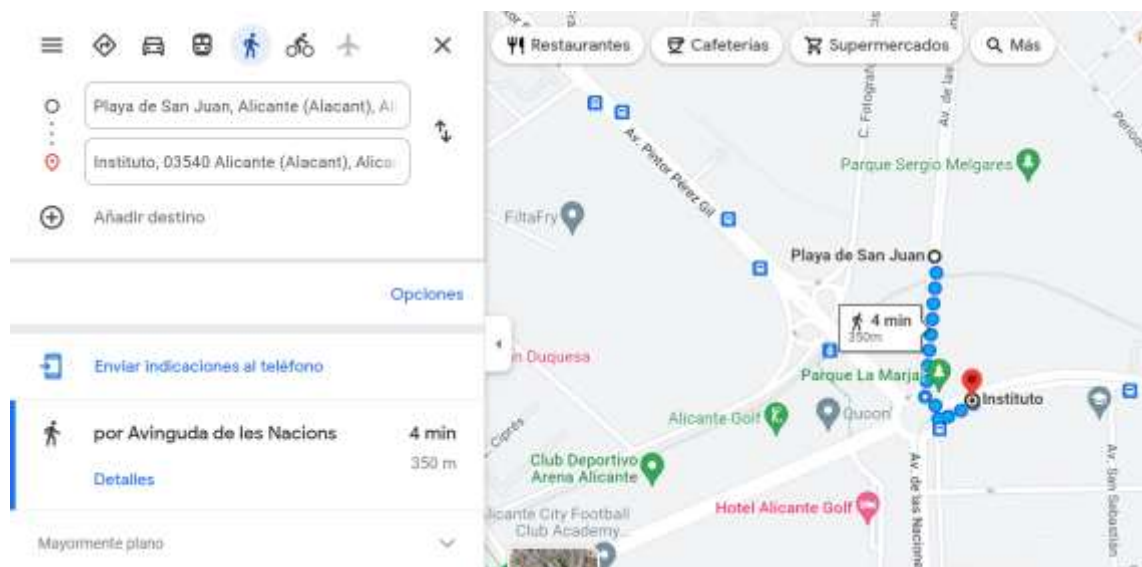 Playa de San Juan, Alicante (Alacant), Al
Instituto, 03540 Alicante (Alacant), Alica
Añadir destino
Opciones
Enviar indicaciones al teléfono
por Avinguda de les Nacions
4 min
350 m
Detalles
Mayormente plano
Restaurantes
Cafeterías
Supermercados
Más
C. Fotógrafo
Av. de las
Av. Pintor Pérez Gil
Parque Sergio Melgares
FiltaFry
Playa de San Juan
4 min
350m
n Duquesa
Parque La Marja
Instituto
Alicante Golf
Quoon
Ciprés
Club Deportivo
Arena Alicante
Hotel Alicante Golf
Av. de las Nacione
Av. San Sebastián
licante City Football
Club Academy...